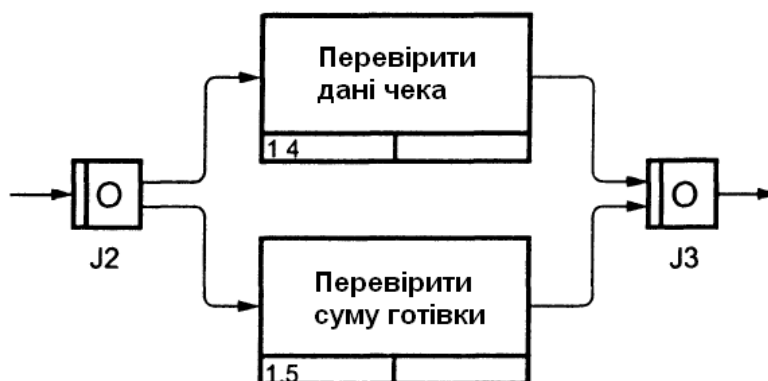 Перевірити
дані чека
1 4
O
O
J2
J3
Перевірити
суму готівки
1.5